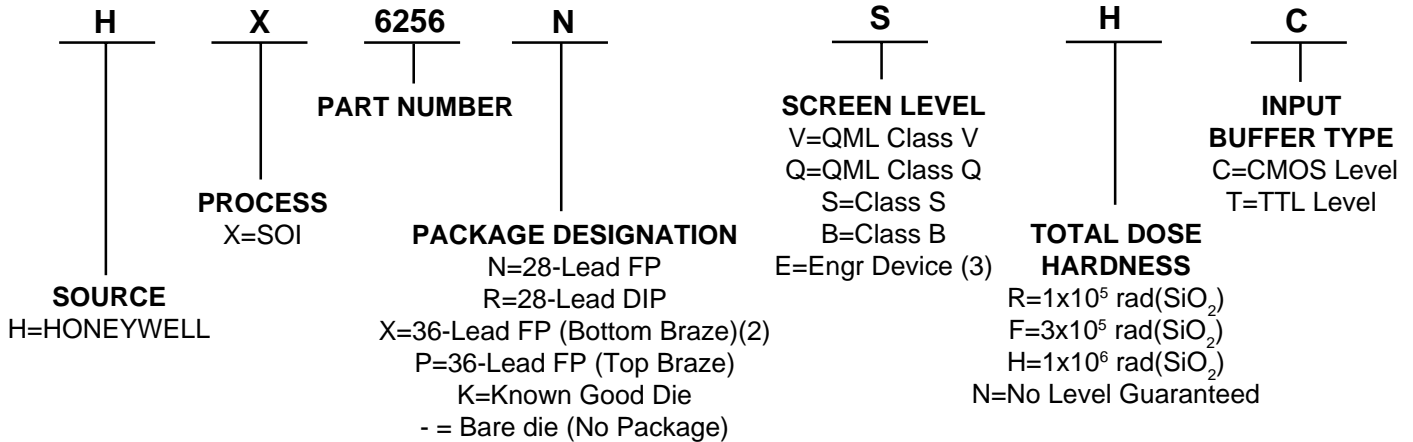 H X 6256 N S H C
PART NUMBER
SCREEN LEVEL
V=QML Class V
Q=QML Class Q
S=Class S
B=Class B
E=Engr Device (3)
INPUT
BUFFER TYPE
C=CMOS Level
T=TTL Level
PROCESS
X=SOI
PACKAGE DESIGNATION
N=28-Lead FP
R=28-Lead DIP
X=36-Lead FP (Bottom Braze)(2)
P=36-Lead FP (Top Braze)
K=Known Good Die
- = Bare die (No Package)
TOTAL DOSE
HARDNESS
R=1x10⁵ rad(SiO₂)
F=3x10⁵ rad(SiO₂)
H=1x10⁶ rad(SiO₂)
N=No Level Guaranteed
SOURCE
H=HONEYWELL